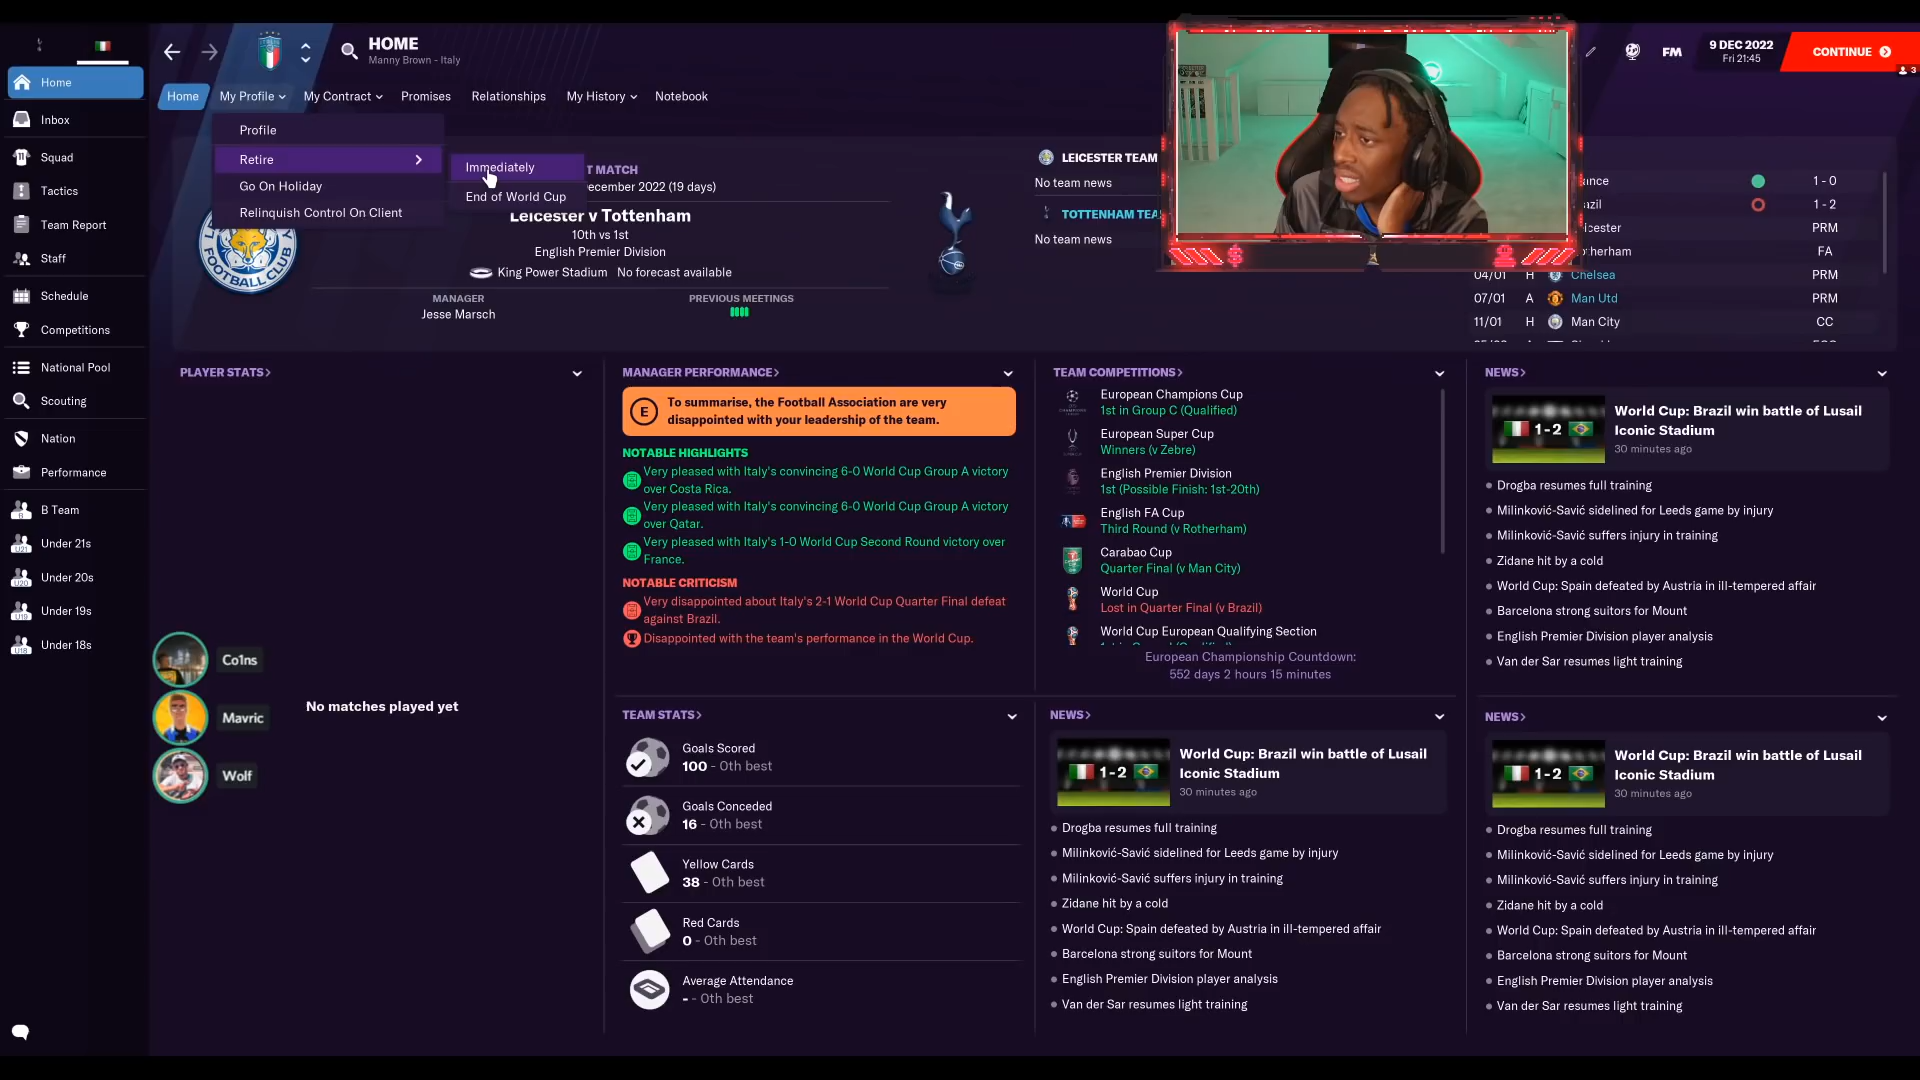 HOME
Manny Brown - Italy
FM
9 DEC 2022
Fri 21:45
CONTINUE
3
Home
Inbox
Squad
Tactics
Team Report
Staff
Schedule
Competitions
National Pool
Scouting
Nation
Performance
B Team
Under 21s
Under 20s
Under 19s
Under 18s
Home
My Profile
My Contract
Promises
Relationships
My History
Notebook
Profile
Retire
Go On Holiday
Relinquish Control On Client
Immediately
End of World Cup
T MATCH
ecember 2022 (19 days)
Leicester v Tottenham
10th vs 1st
English Premier Division
King Power Stadium No forecast available
MANAGER
Jesse Marsch
PREVIOUS MEETINGS
LEICESTER TEAM
No team news
TOTTENHAM TEA
No team news
ance 1 - 0
azil 1 - 2
icester PRM
otherham FA
04/01 H Chelsea PRM
07/01 A Man Utd PRM
11/01 H Man City CC
PLAYER STATS>
No matches played yet
Co1ns
Mavric
Wolf
MANAGER PERFORMANCE>
E
To summarise, the Football Association are very
disappointed with your leadership of the team.
NOTABLE HIGHLIGHTS
Very pleased with Italy's convincing 6-0 World Cup Group A victory
over Costa Rica.
Very pleased with Italy's convincing 6-0 World Cup Group A victory
over Qatar.
Very pleased with Italy's 1-0 World Cup Second Round victory over
France.
NOTABLE CRITICISM
Very disappointed about Italy's 2-1 World Cup Quarter Final defeat
against Brazil.
Disappointed with the team's performance in the World Cup.
TEAM COMPETITIONS>
European Champions Cup
1st in Group C (Qualified)
European Super Cup
Winners (v Zebre)
English Premier Division
1st (Possible Finish: 1st-20th)
English FA Cup
Third Round (v Rotherham)
Carabao Cup
Quarter Final (v Man City)
World Cup
Lost in Quarter Final (v Brazil)
World Cup European Qualifying Section
European Championship Countdown:
552 days 2 hours 15 minutes
NEWS>
1-2
World Cup: Brazil win battle of Lusail
Iconic Stadium
30 minutes ago
Drogba resumes full training
Milinković-Savić sidelined for Leeds game by injury
Milinković-Savić suffers injury in training
Zidane hit by a cold
World Cup: Spain defeated by Austria in ill-tempered affair
Barcelona strong suitors for Mount
English Premier Division player analysis
Van der Sar resumes light training
TEAM STATS>
Goals Scored
100 - 0th best
Goals Conceded
16 - 0th best
Yellow Cards
38 - 0th best
Red Cards
0 - 0th best
Average Attendance
- - 0th best
NEWS>
1-2
World Cup: Brazil win battle of Lusail
Iconic Stadium
30 minutes ago
Drogba resumes full training
Milinković-Savić sidelined for Leeds game by injury
Milinković-Savić suffers injury in training
Zidane hit by a cold
World Cup: Spain defeated by Austria in ill-tempered affair
Barcelona strong suitors for Mount
English Premier Division player analysis
Van der Sar resumes light training
NEWS>
1-2
World Cup: Brazil win battle of Lusail
Iconic Stadium
30 minutes ago
Drogba resumes full training
Milinković-Savić sidelined for Leeds game by injury
Milinković-Savić suffers injury in training
Zidane hit by a cold
World Cup: Spain defeated by Austria in ill-tempered affair
Barcelona strong suitors for Mount
English Premier Division player analysis
Van der Sar resumes light training